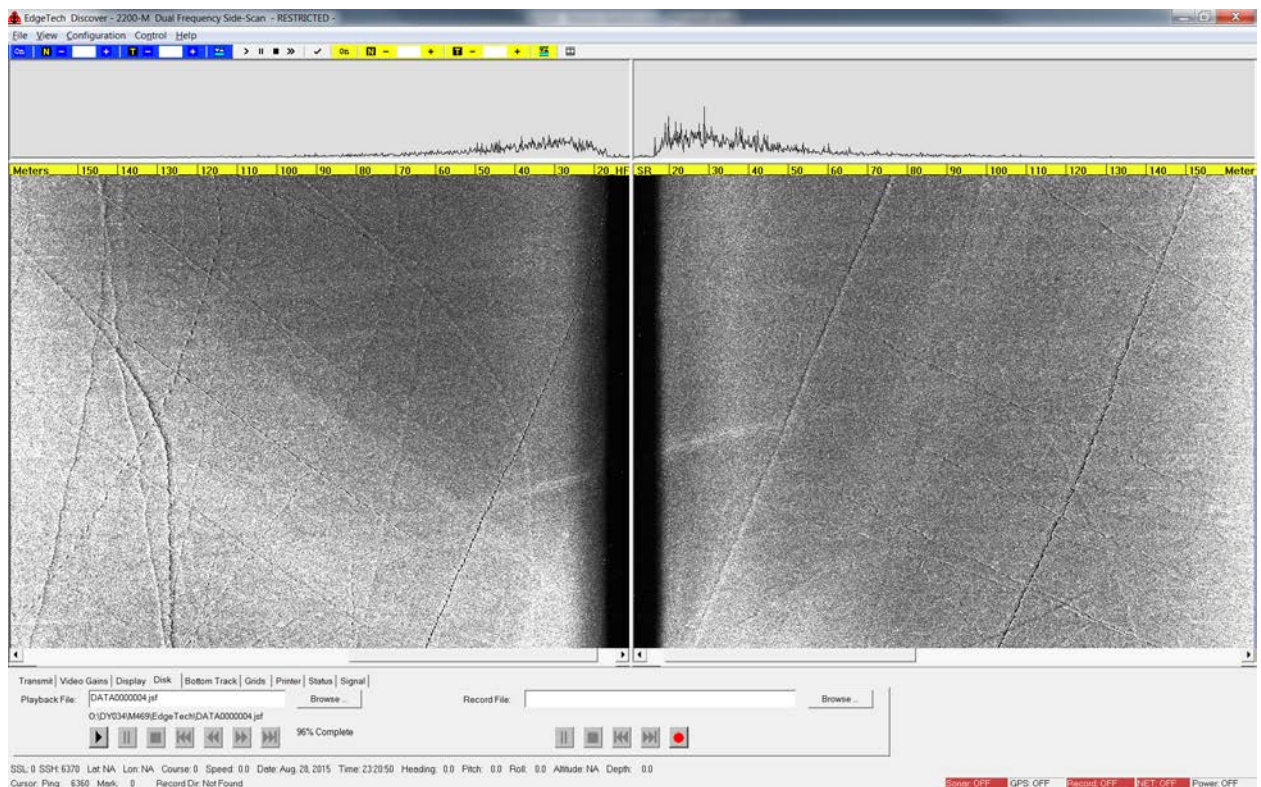 EdgeTech Discover - 2200-M Dual Frequency Side-Scan - RESTRICTED -
File View Configuration Control Help
On N - + T - + On N - + T - +
Meters 150 140 130 120 110 100 90 80 70 60 50 40 30 20 HF SR 20 30 40 50 60 70 80 90 100 110 120 130 140 150 Meter
Transmit Video Gains Display Disk Bottom Track Grids Printer Status Signal
Playback File: DATA0000004.jsf Browse ... Record File: Browse ...
O:\DY034\M469\EdgeTech\DATA0000004.jsf
96% Complete
SSL: 0 SSH: 6370 Lat: NA Lon: NA Course: 0 Speed: 0.0 Date: Aug. 28, 2015 Time: 23:20:50 Heading: 0.0 Pitch: 0.0 Roll: 0.0 Altitude: NA Depth: 0.0
Cursor: Ping: 6360 Mark: 0 Record Dir: Not Found Sonar: OFF GPS: OFF Record: OFF NET: OFF Power: OFF